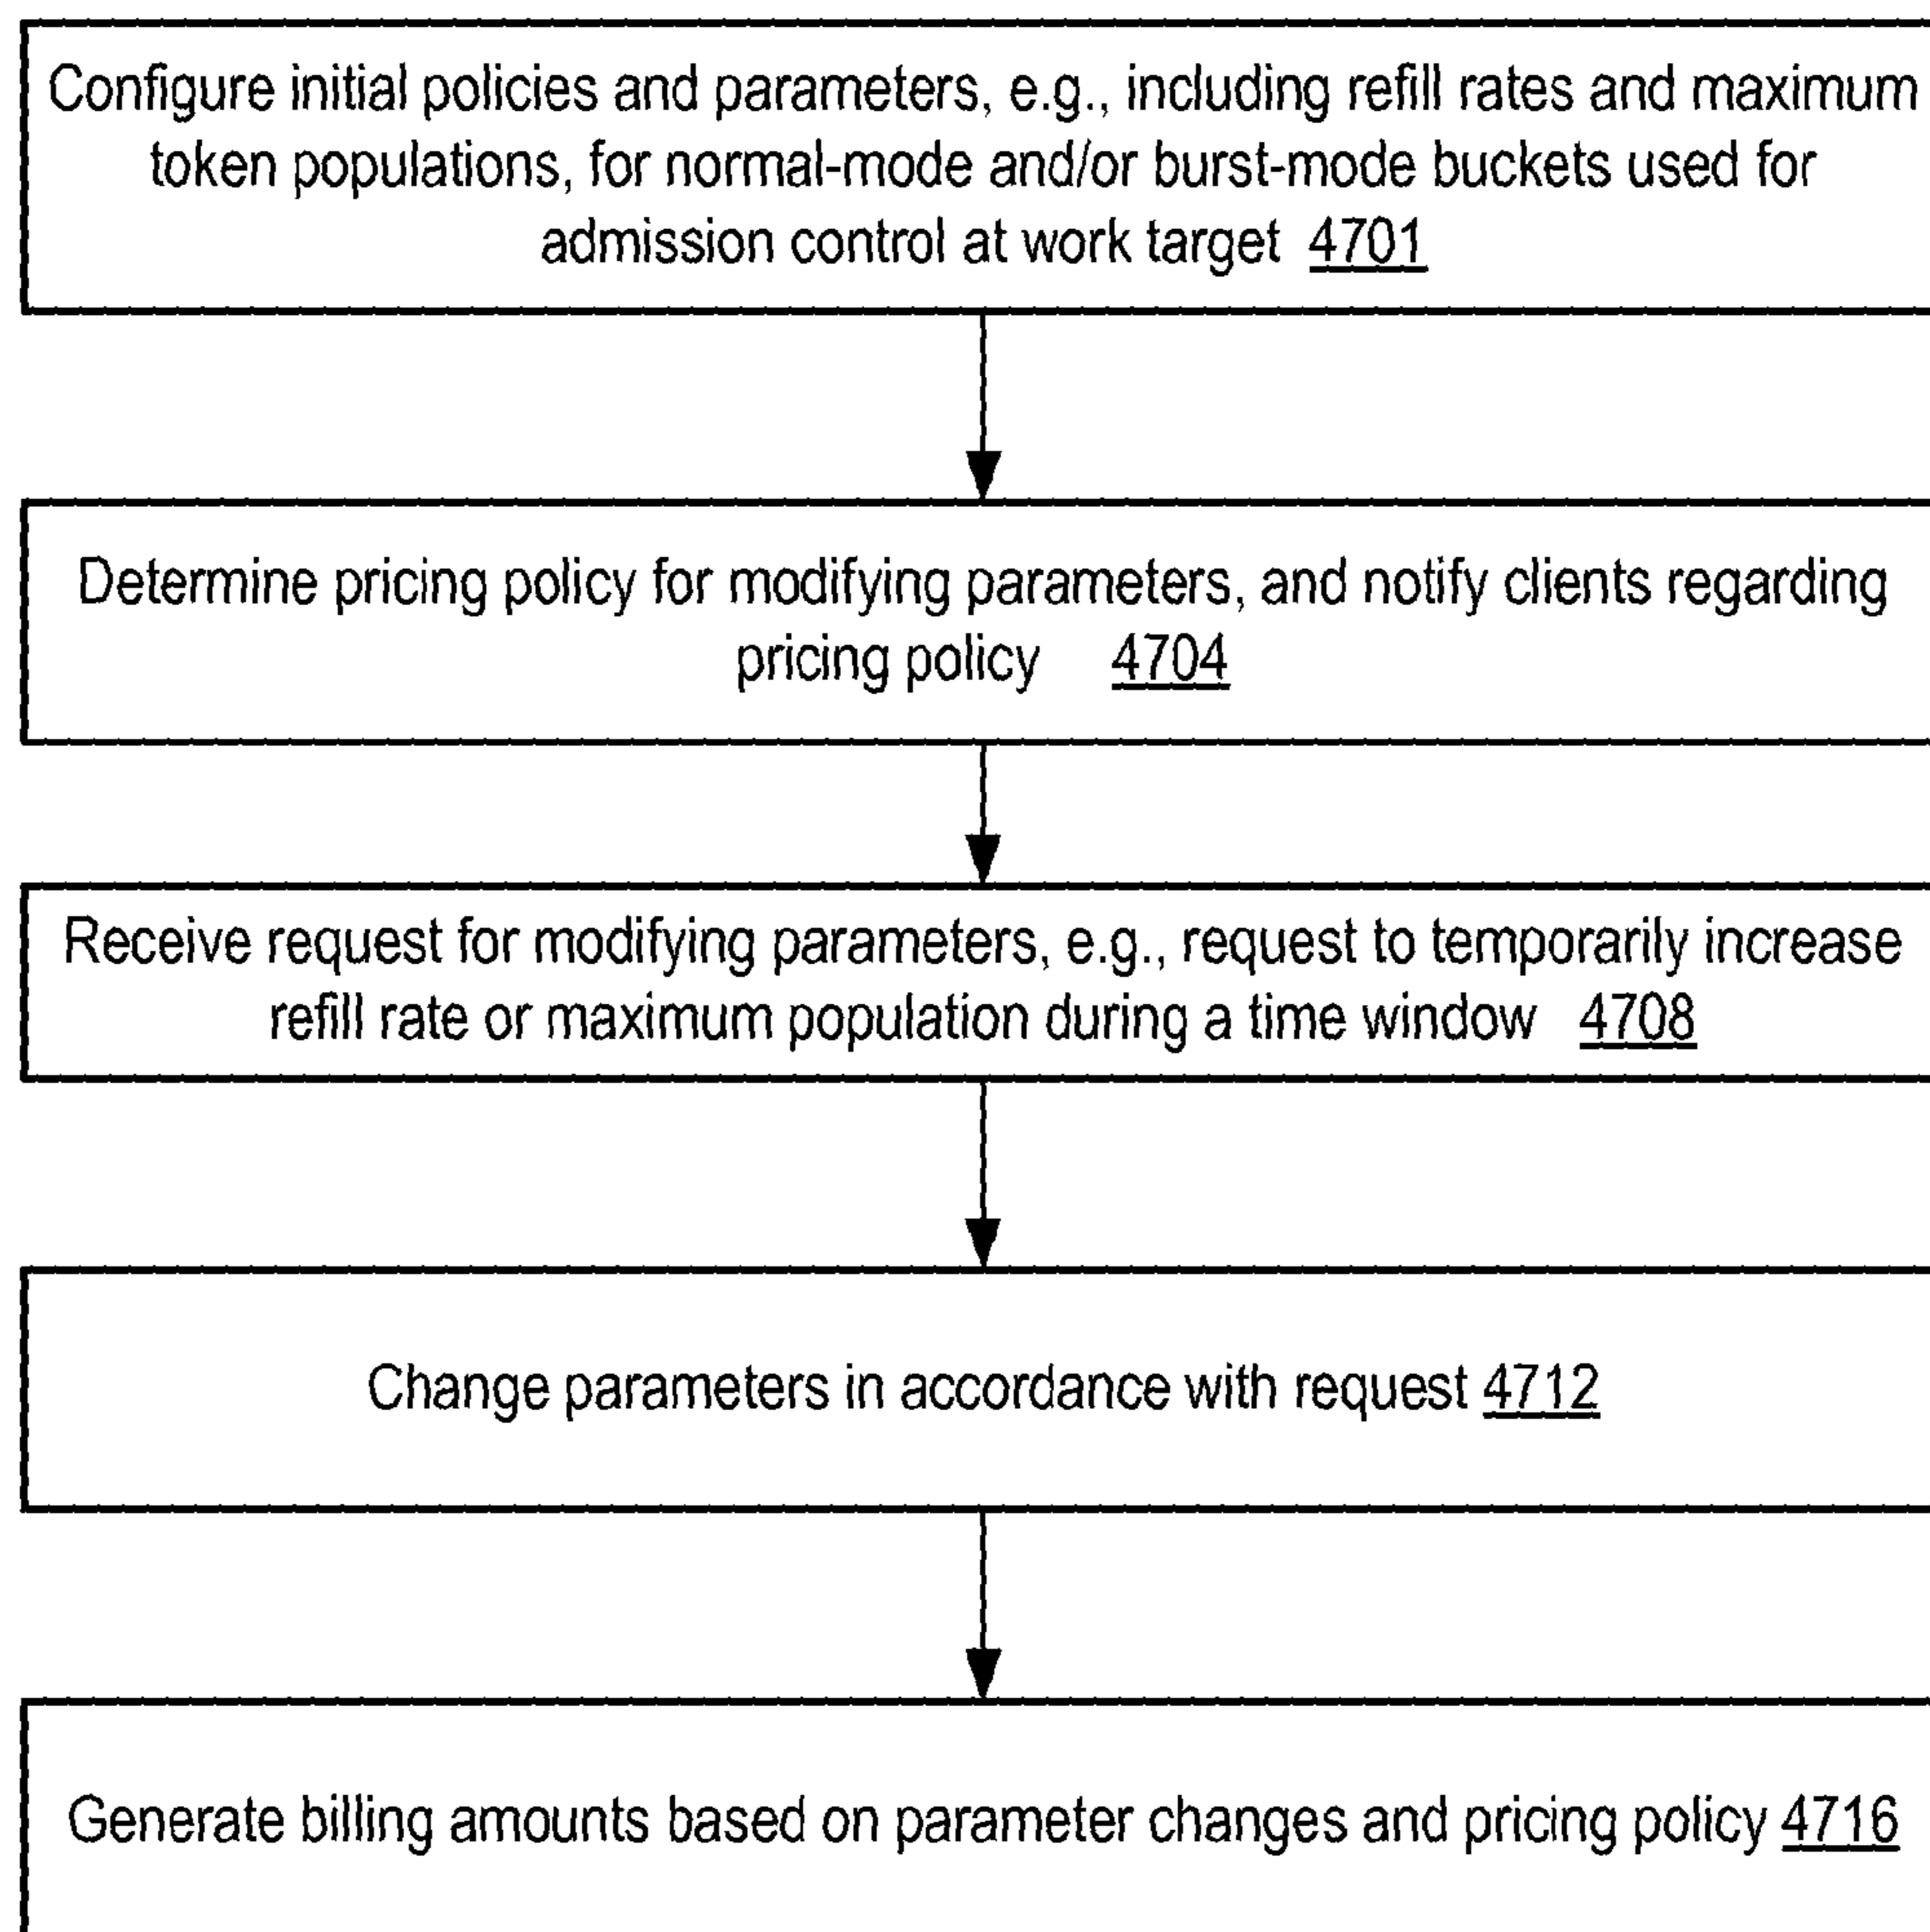 Configure initial policies and parameters, e.g., including refill rates and maximum
token populations, for normal-mode and/or burst-mode buckets used for
admission control at work target 4701
Determine pricing policy for modifying parameters, and notify clients regarding
pricing policy 4704
Receive request for modifying parameters, e.g., request to temporarily increase
refill rate or maximum population during a time window 4708
Change parameters in accordance with request 4712
Generate billing amounts based on parameter changes and pricing policy 4716